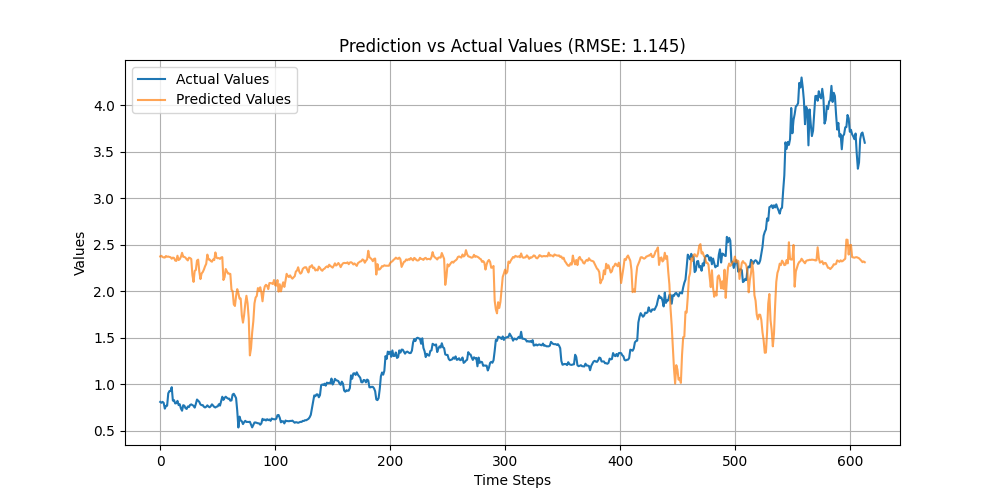 Prediction vs Actual Values (RMSE: 1.145)
Actual Values
Predicted Values
Values
4.0
3.5
3.0
2.5
2.0
1.5
1.0
0.5
0 100 200 300 400 500 600
Time Steps